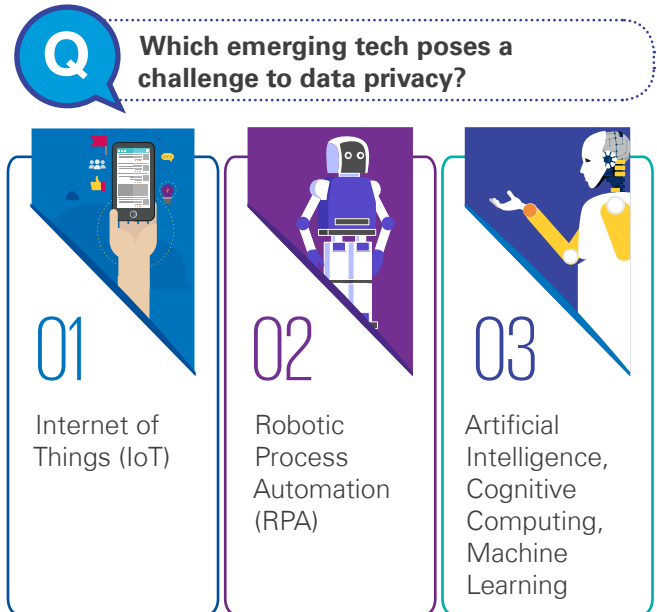 Q
Which emerging tech poses a
challenge to data privacy?
01
Internet of
Things (IoT)
02
Robotic
Process
Automation
(RPA)
03
Artificial
Intelligence,
Cognitive
Computing,
Machine
Learning